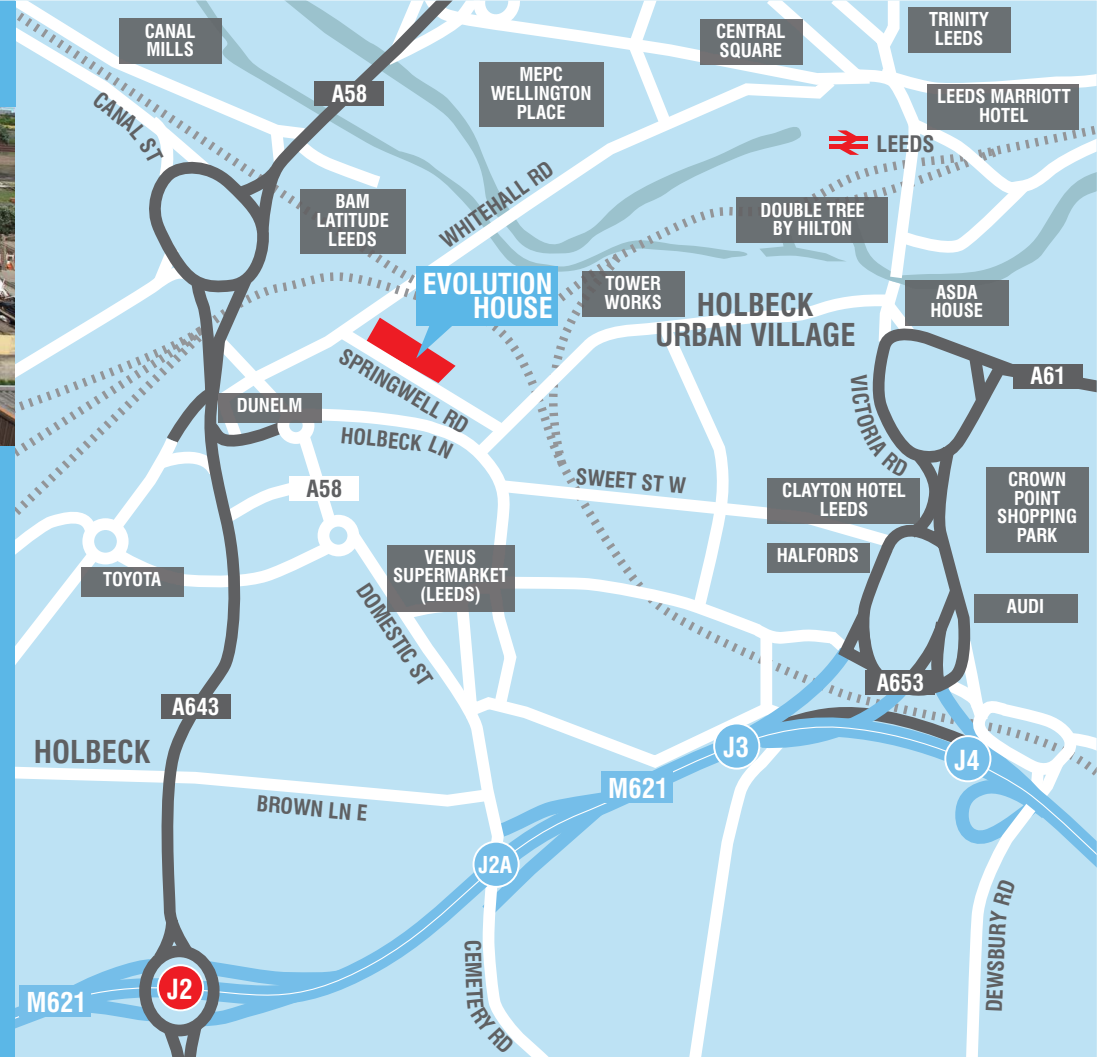 CANAL
MILLS
A58
CANAL ST
MEPC
WELLINGTON
PLACE
CENTRAL
SQUARE
TRINITY
LEEDS
LEEDS MARRIOTT
HOTEL
LEEDS
BAM
LATITUDE
LEEDS
WHITEHALL RD
DOUBLE TREE
BY HILTON
EVOLUTION
HOUSE
TOWER
WORKS
HOLBECK
URBAN VILLAGE
ASDA
HOUSE
A61
SPRINGWELL RD
VICTORIA RD
DUNELM
HOLBECK LN
A58
SWEET ST W
CLAYTON HOTEL
LEEDS
CROWN
POINT
SHOPPING
PARK
HALFORDS
TOYOTA
VENUS
SUPERMARKET
(LEEDS)
AUDI
DOMESTIC ST
A653
A643
HOLBECK
J3
J4
M621
BROWN LN E
J2A
CEMETERY RD
DEWSBURY RD
J2
M621